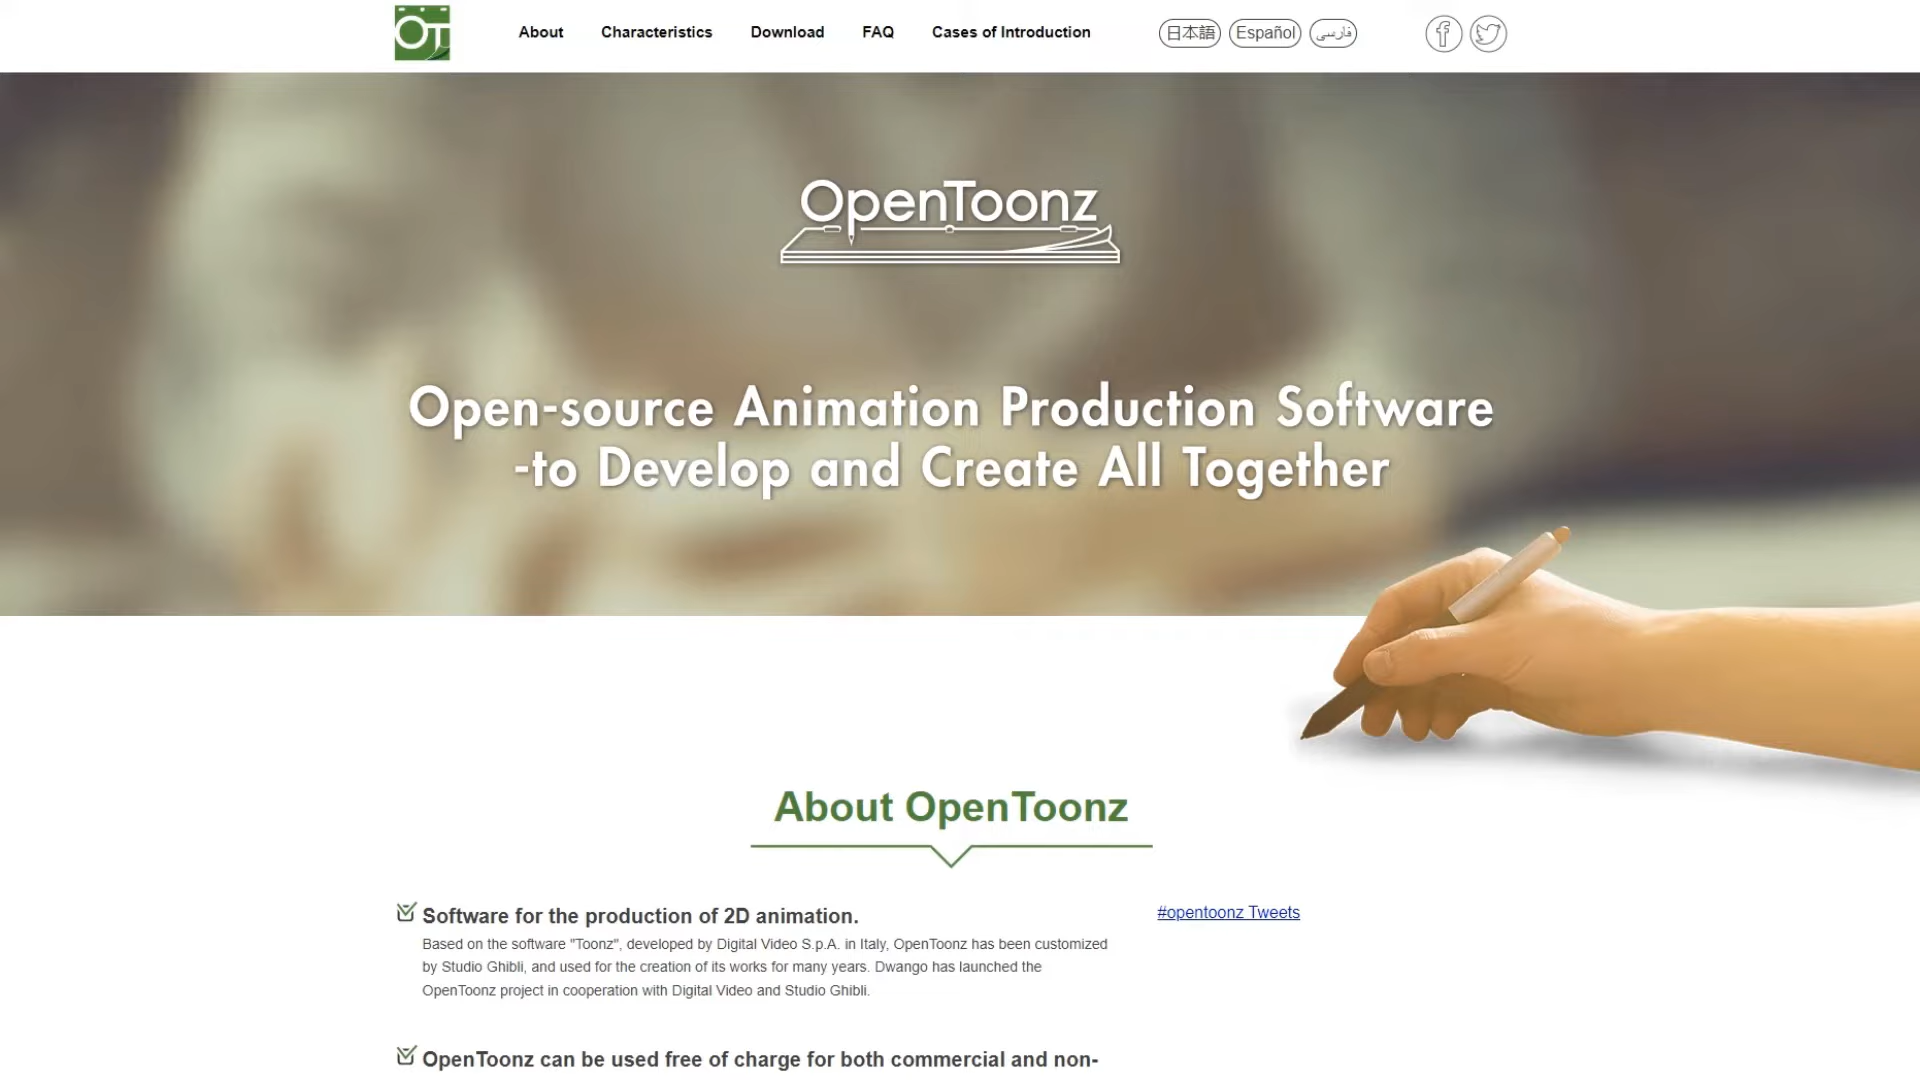 OT
About
Characteristics
Download
FAQ
Cases of Introduction
日本語
Español
فارسی
OpenToonz
Open-source Animation Production Software
-to Develop and Create All Together
About OpenToonz
Software for the production of 2D animation.
#opentoonz Tweets
Based on the software "Toonz", developed by Digital Video S.p.A. in Italy, OpenToonz has been customized
by Studio Ghibli, and used for the creation of its works for many years. Dwango has launched the
OpenToonz project in cooperation with Digital Video and Studio Ghibli.
OpenToonz can be used free of charge for both commercial and non-